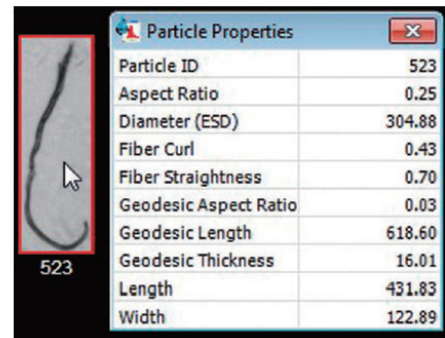 Particle Properties
Particle ID 523
Aspect Ratio 0.25
Diameter (ESD) 304.88
Fiber Curl 0.43
Fiber Straightness 0.70
Geodesic Aspect Ratio 0.03
Geodesic Length 618.60
Geodesic Thickness 16.01
Length 431.83
Width 122.89
523